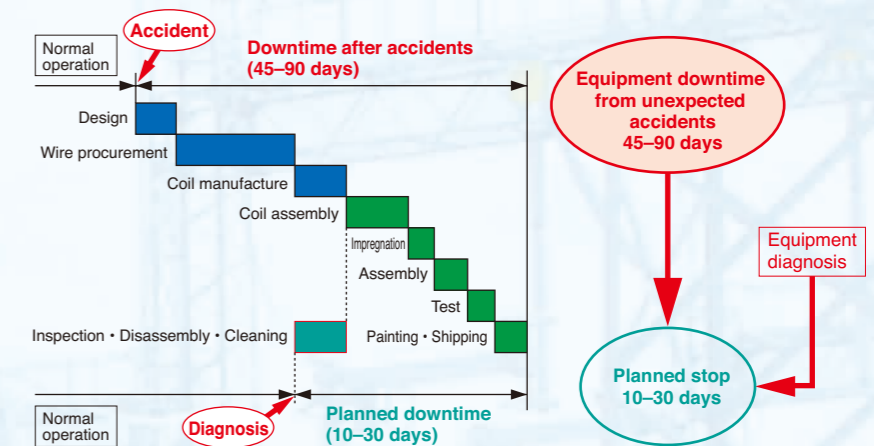 Accident
Normal
operation
Downtime after accidents
(45–90 days)
Design
Wire procurement
Coil manufacture
Coil assembly
Impregnation
Assembly
Test
Inspection・Disassembly・Cleaning
Painting・Shipping
Normal
operation
Diagnosis
Planned downtime
(10–30 days)
Equipment downtime
from unexpected
accidents
45–90 days
Equipment
diagnosis
Planned stop
10–30 days